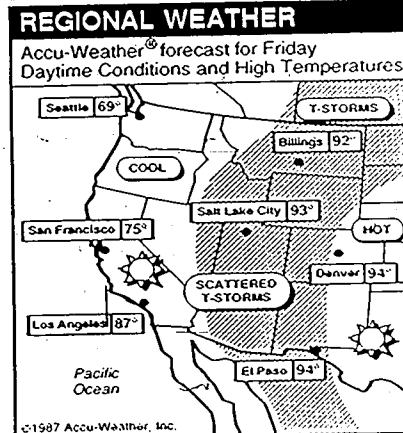 REGIONAL WEATHER
Accu-Weather® forecast for Friday
Daytime Conditions and High Temperatures
Seattle 69°
T-STORMS
Billings 92°
COOL
Salt Lake City 93°
San Francisco 75°
HOT
Denver 94°
SCATTERED
T-STORMS
Los Angeles 87°
El Paso 94°
Pacific
Ocean
©1987 Accu-Weather, Inc.